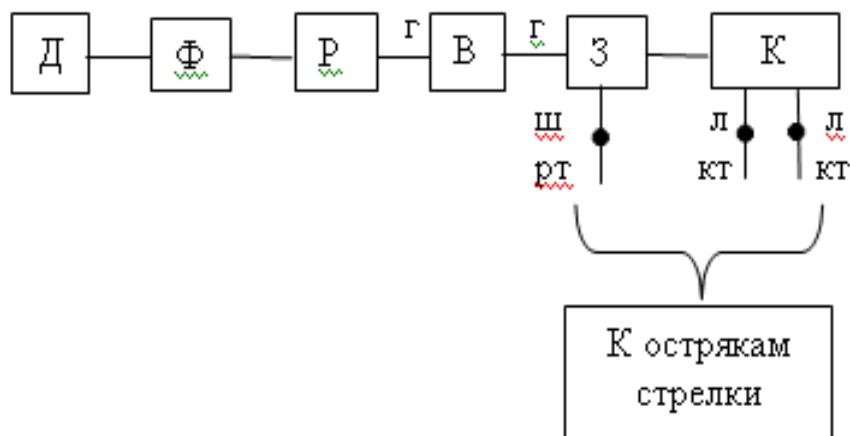 Д Ф Р г В г З К
ш л л
рт кт кт
К острякам
стрелки